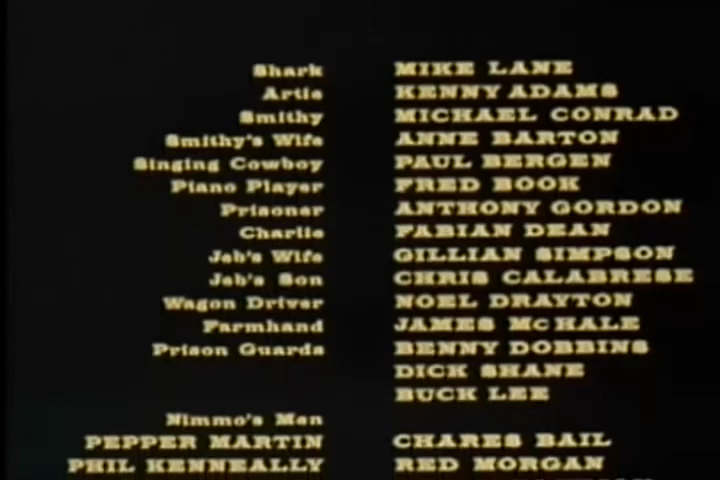 Shark MIKE LANE
Artie KENNY ADAMS
Smithy MICHAEL CONRAD
Smithy's Wife ANNE BARTON
Singing Cowboy PAUL BERGEN
Piano Player FRED BOOK
Prisoner ANTHONY GORDON
Charlie FABIAN DEAN
Jeb's Wife GILLIAN SIMPSON
Jeb's Son CHRIS CALABRESE
Wagon Driver NOEL DRAYTON
Farmhand JAMES McHALE
Prison Guards BENNY DOBBINS
DICK SHANE
BUCK LEE
Nimmo's Men
PEPPER MARTIN CHARES BAIL
PHIL KENNEALLY RED MORGAN